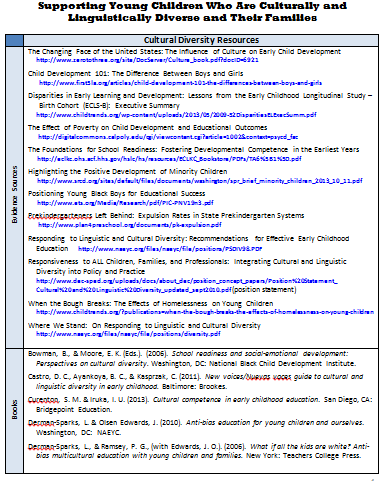 Supporting Young Children Who Are Culturally and
Linguistically Diverse and Their Families
Cultural Diversity Resources
Evidence Sources
The Changing Face of the United States: The Influence of Culture on Early Child Development
http://www.zerotothree.org/site/DocServer/Culture_book.pdf?docID=6921
Child Development 101: The Difference Between Boys and Girls
http://www.first5la.org/articles/child-development-101-the-differences-between-boys-and-girls
Disparities in Early Learning and Development: Lessons from the Early Childhood Longitudinal Study –
Birth Cohort (ECLS-B): Executive Summary
http://www.childtrends.org/wp-content/uploads/2013/05/2009-52DisparitiesELExecSumm.pdf
The Effect of Poverty on Child Development and Educational Outcomes
http://digitalcommons.calpoly.edu/cgi/viewcontent.cgi?article=1002&context=psycd_fac
The Foundations for School Readiness: Fostering Developmental Competence in the Earliest Years
http://eclkc.ohs.acf.hhs.gov/hslc/hs/resources/ECLKC_Bookstore/PDFs/TA6%5B1%5D.pdf
Highlighting the Positive Development of Minority Children
http://www.srcd.org/sites/default/files/documents/washington/spr_brief_minority_children_2013_10_11.pdf
Positioning Young Black Boys for Educational Success
http://www.ets.org/Media/Research/pdf/PIC-PNV19n3.pdf
Prekindergarteners Left Behind: Expulsion Rates in State Prekindergarten Systems
http://www.plan4preschool.org/documents/pk-expulsion.pdf
Responding to Linguistic and Cultural Diversity: Recommendations for Effective Early Childhood
Education http://www.naeyc.org/files/naeyc/file/positions/PSDIV98.PDF
Responsiveness to ALL Children, Families, and Professionals: Integrating Cultural and Linguistic
Diversity into Policy and Practice
http://www.dec-sped.org/uploads/docs/about_dec/position_concept_papers/Position%20Statement_
Cultural%20and%20Linguistic%20Diversity_updated_sept2010.pdf (position statement)
When the Bough Breaks: The Effects of Homelessness on Young Children
http://www.childtrends.org/?publications=when-the-bough-breaks-the-effects-of-homelessness-on-young-children
Where We Stand: On Responding to Linguistic and Cultural Diversity
http://www.naeyc.org/files/naeyc/file/positions/diversity.pdf
Books
Bowman, B., & Moore, E. K. (Eds.). (2006). School readiness and social-emotional development:
Perspectives on cultural diversity. Washington, DC: National Black Child Development Institute.
Castro, D. C., Ayankoya, B. C., & Kasprzak, C. (2011). New voices/Nuevas voces guide to cultural and
linguistic diversity in early childhood. Baltimore: Brookes.
Curenton, S. M. & Iruka, I. U. (2013). Cultural competence in early childhood education. San Diego, CA:
Bridgepoint Education.
Derman-Sparks, L. & Olsen Edwards, J. (2010). Anti-bias education for young children and ourselves.
Washington, DC: NAEYC.
Derman-Sparks, L., & Ramsey, P. G., (with Edwards, J. O.). (2006). What if all the kids are white? Anti-
bias multicultural education with young children and families. New York: Teachers College Press.